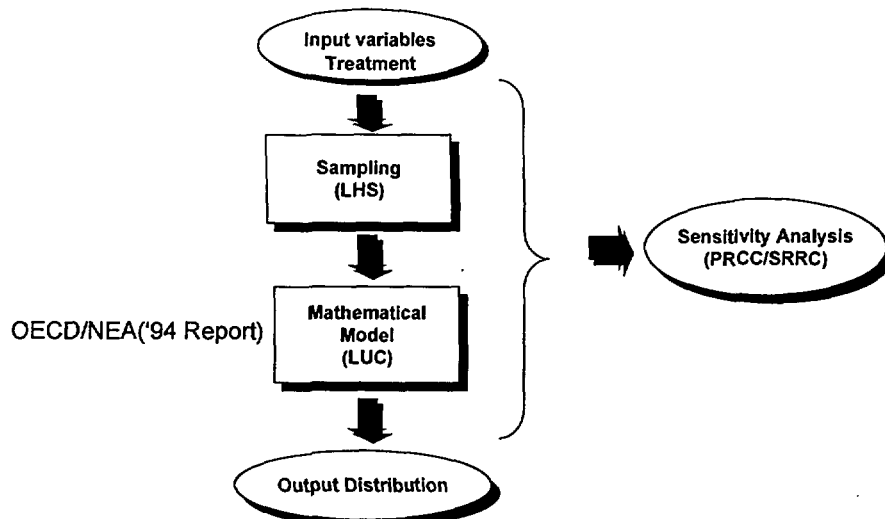 Input variables
Treatment
Sampling
(LHS)
Sensitivity Analysis
(PRCC/SRRC)
Mathematical
Model
(LUC)
OECD/NEA('94 Report)
Output Distribution